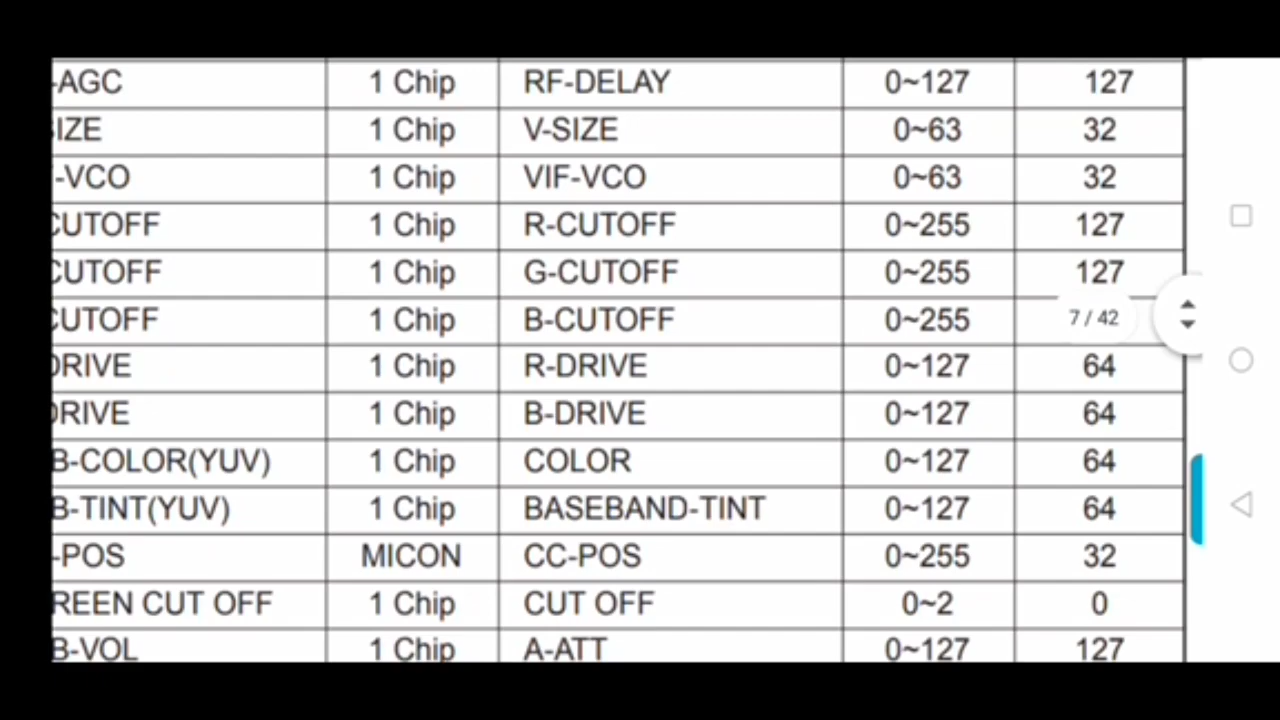 -AGC 1 Chip RF-DELAY 0~127 127
IZE 1 Chip V-SIZE 0~63 32
-VCO 1 Chip VIF-VCO 0~63 32
CUTOFF 1 Chip R-CUTOFF 0~255 127
CUTOFF 1 Chip G-CUTOFF 0~255 127
CUTOFF 1 Chip B-CUTOFF 0~255 7 / 42
DRIVE 1 Chip R-DRIVE 0~127 64
DRIVE 1 Chip B-DRIVE 0~127 64
B-COLOR(YUV) 1 Chip COLOR 0~127 64
B-TINT(YUV) 1 Chip BASEBAND-TINT 0~127 64
-POS MICON CC-POS 0~255 32
REEN CUT OFF 1 Chip CUT OFF 0~2 0
B-VOL 1 Chip A-ATT 0~127 127